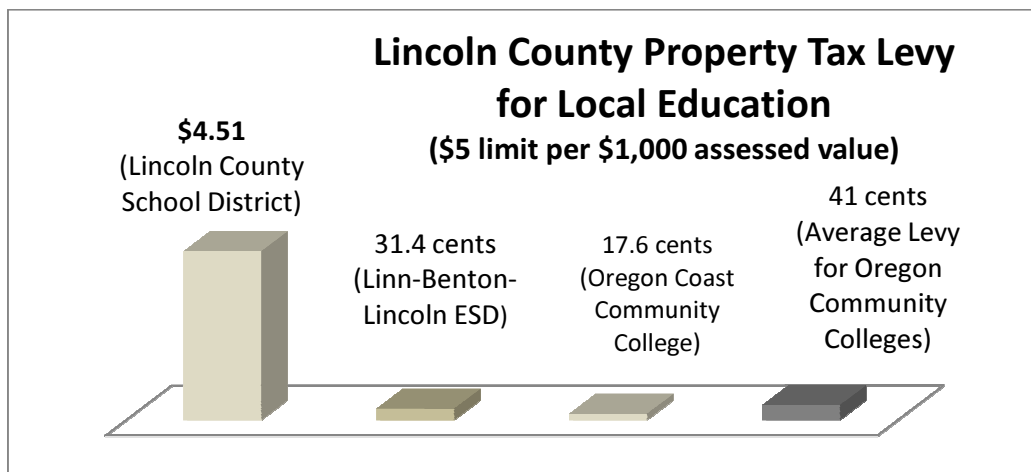 Lincoln County Property Tax Levy
for Local Education
($5 limit per $1,000 assessed value)
$4.51
(Lincoln County
School District)
31.4 cents
(Linn-Benton-
Lincoln ESD)
17.6 cents
(Oregon Coast
Community
College)
41 cents
(Average Levy
for Oregon
Community
Colleges)